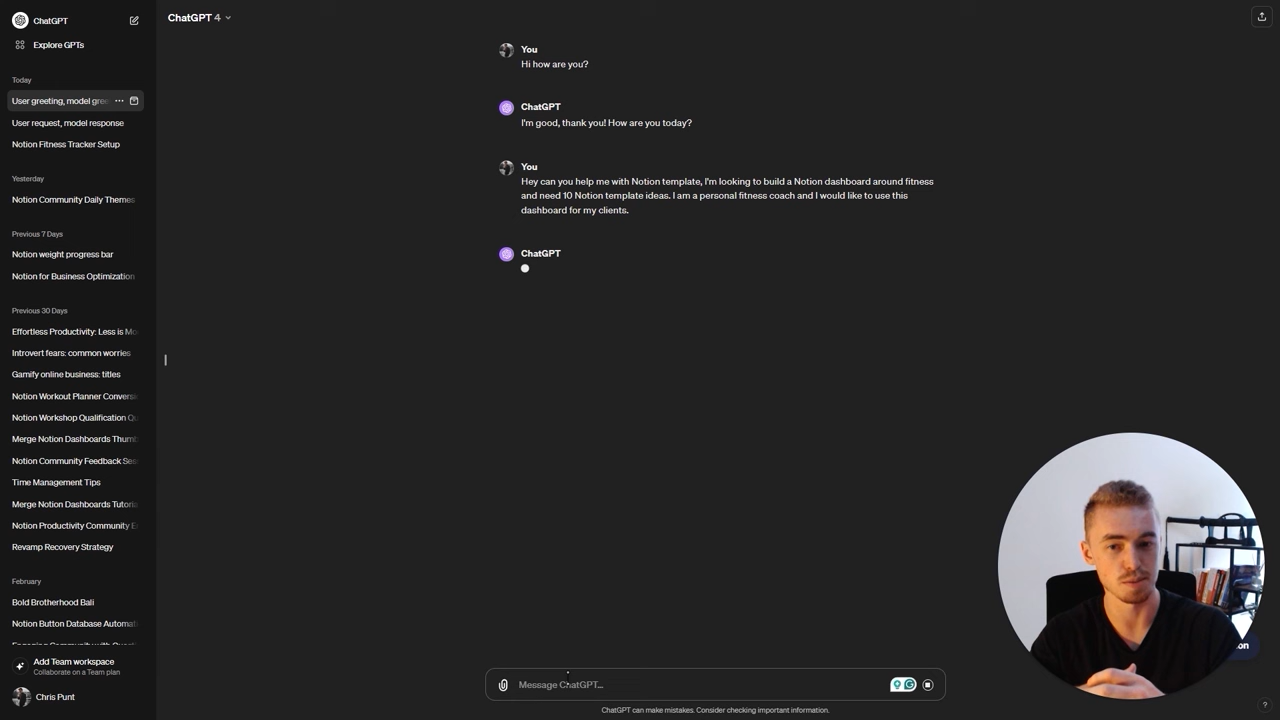 ChatGPT
Explore GPTs
Today
User greeting, model gree
User request, model response
Notion Fitness Tracker Setup
Yesterday
Notion Community Daily Themes
Previous 7 Days
Notion weight progress bar
Notion for Business Optimization
Previous 30 Days
Effortless Productivity: Less is Mo
Introvert fears: common worries
Gamify online business: titles
Notion Workout Planner Convers
Notion Workshop Qualification Qu
Merge Notion Dashboards Thum
Notion Community Feedback Ses
Time Management Tips
Merge Notion Dashboards Tutoria
Notion Productivity Community E
Revamp Recovery Strategy
February
Bold Brotherhood Bali
Notion Button Database Automat
Add Team workspace
Collaborate on a Team plan
Chris Punt
ChatGPT 4
You
Hi how are you?
ChatGPT
I'm good, thank you! How are you today?
You
Hey can you help me with Notion template, I'm looking to build a Notion dashboard around fitness
and need 10 Notion template ideas. I am a personal fitness coach and I would like to use this
dashboard for my clients.
ChatGPT
Message ChatGPT...
ChatGPT can make mistakes. Consider checking important information.
?